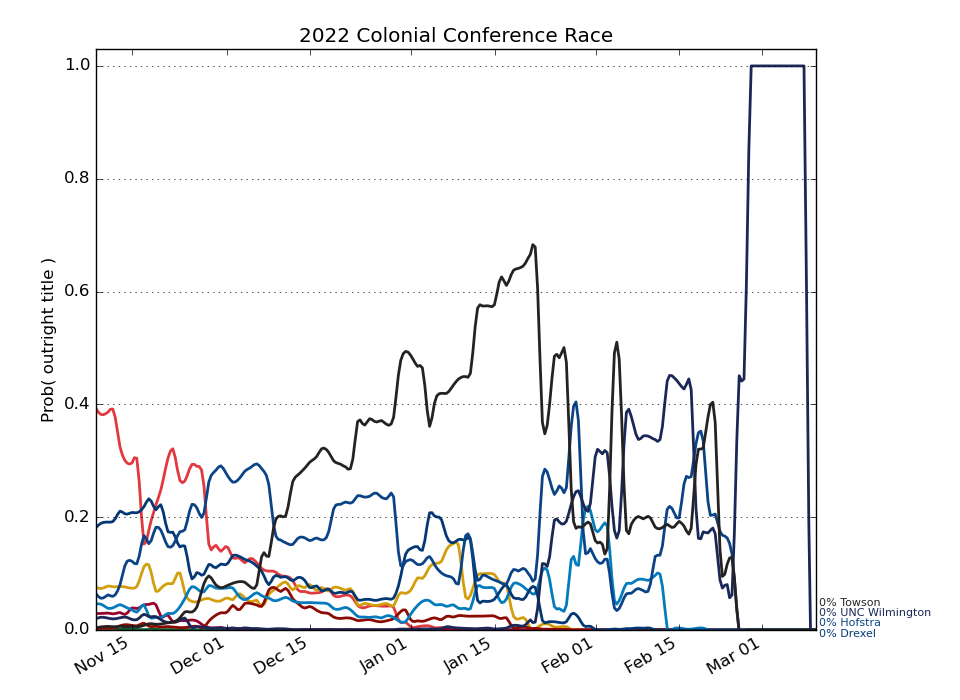 2022 Colonial Conference Race
Prob( outright title )
1.0
0.8
0.6
0.4
0.2
0.0
Nov 15
Dec 01
Dec 15
Jan 01
Jan 15
Feb 01
Feb 15
Mar 01
0% Towson
0% UNC Wilmington
0% Hofstra
0% Drexel